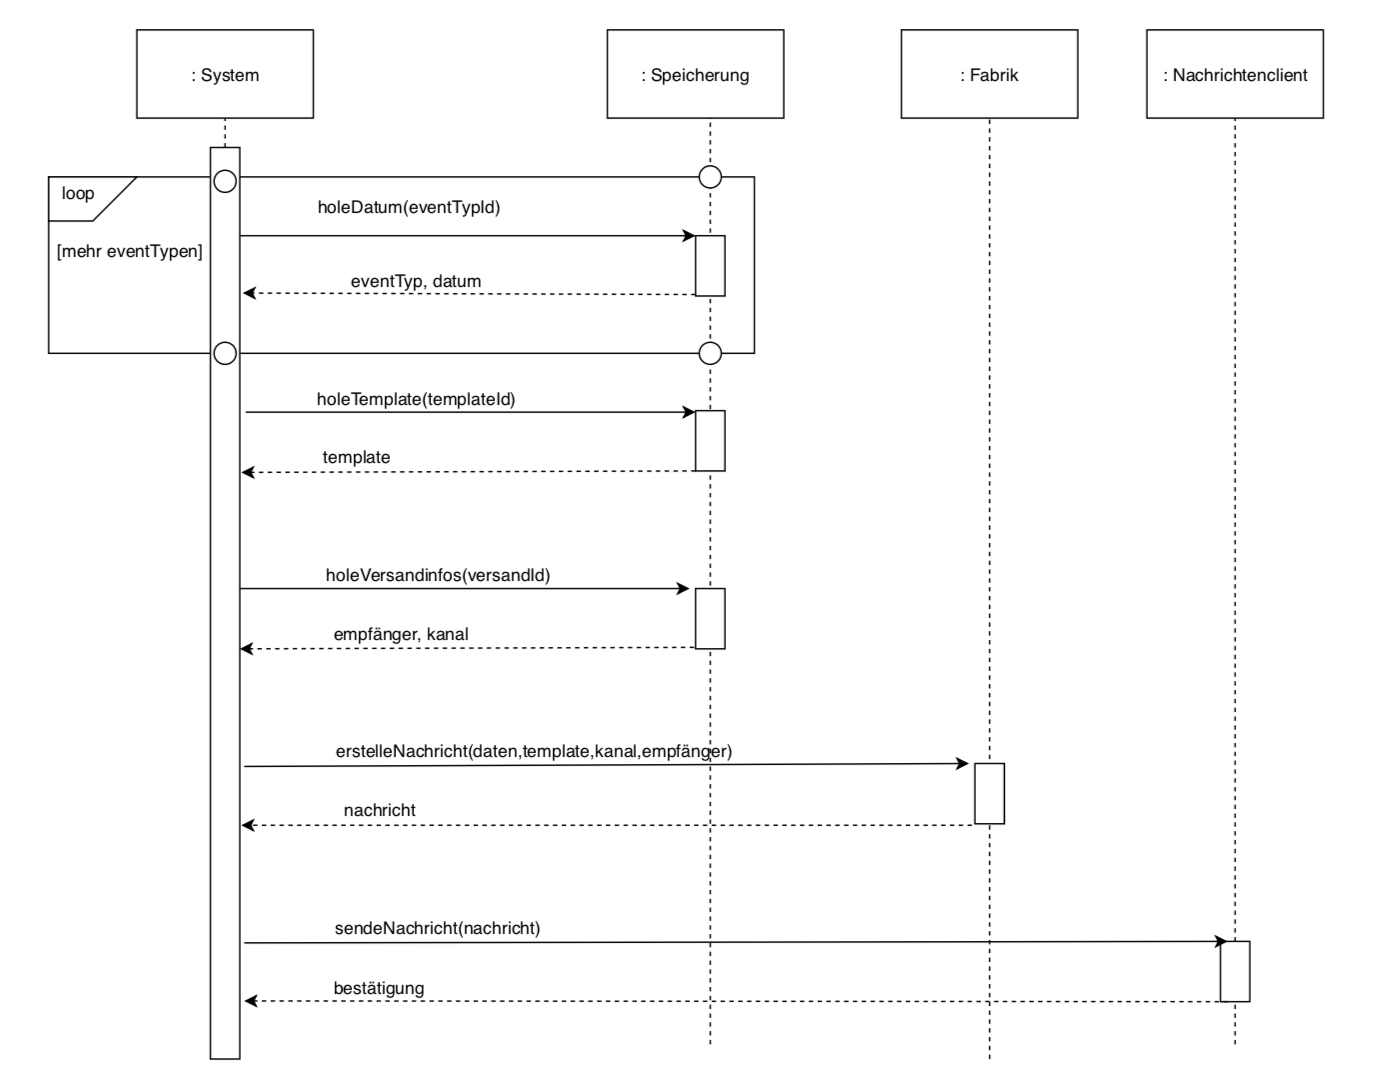 : System
: Speicherung
: Fabrik
: Nachrichtenclient
loop
holeDatum(eventTypId)
[mehr eventTypen]
eventTyp, datum
holeTemplate(templateId)
template
holeVersandinfos(versandId)
empfänger, kanal
erstelleNachricht(daten,template,kanal,empfänger)
nachricht
sendeNachricht(nachricht)
bestätigung